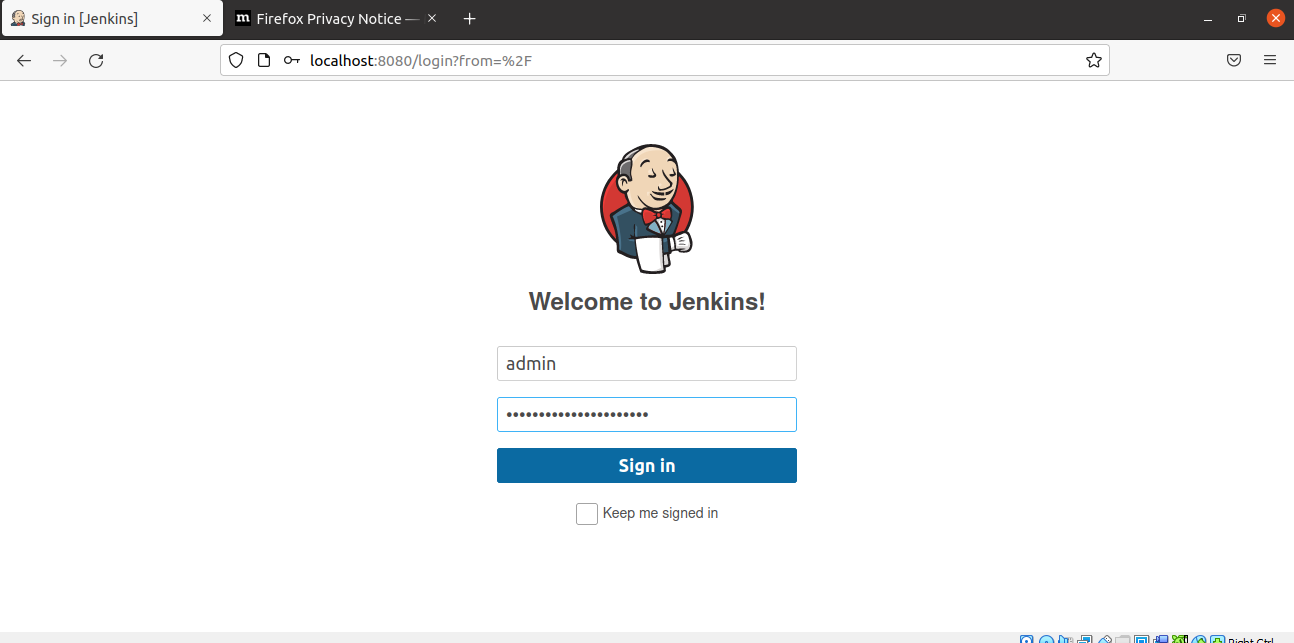 Sign in [Jenkins]
m Firefox Privacy Notice —
localhost:8080/login?from=%2F
Welcome to Jenkins!
admin
••••••••••••••••••••••
Sign in
Keep me signed in
Right Ctrl